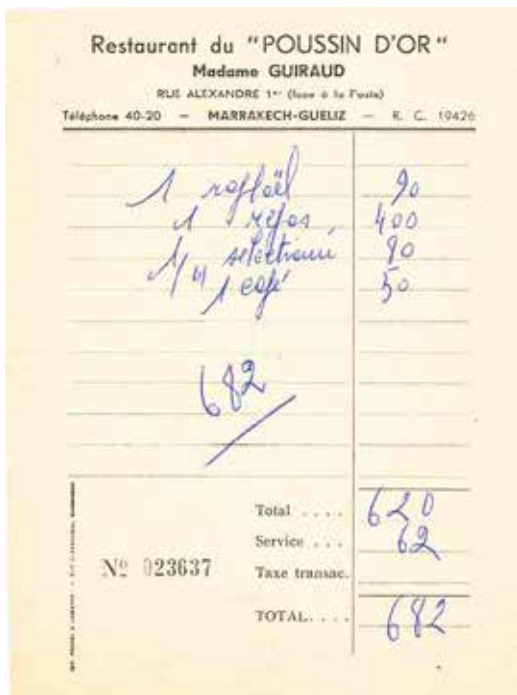 Restaurant du "POUSSIN D'OR"
Madame GUIRAUD
RUE ALEXANDRE 1er (face à la Poste)
Téléphone 40-20 — MARRAKECH-GUELIZ — R. C. 19426
1 raffaël 90
1 repas 400
1/4 sélectionné 90
1 café 50
682
Total .... 620
Service ... 62
Nº 023637
Taxe transac.
TOTAL.... 682